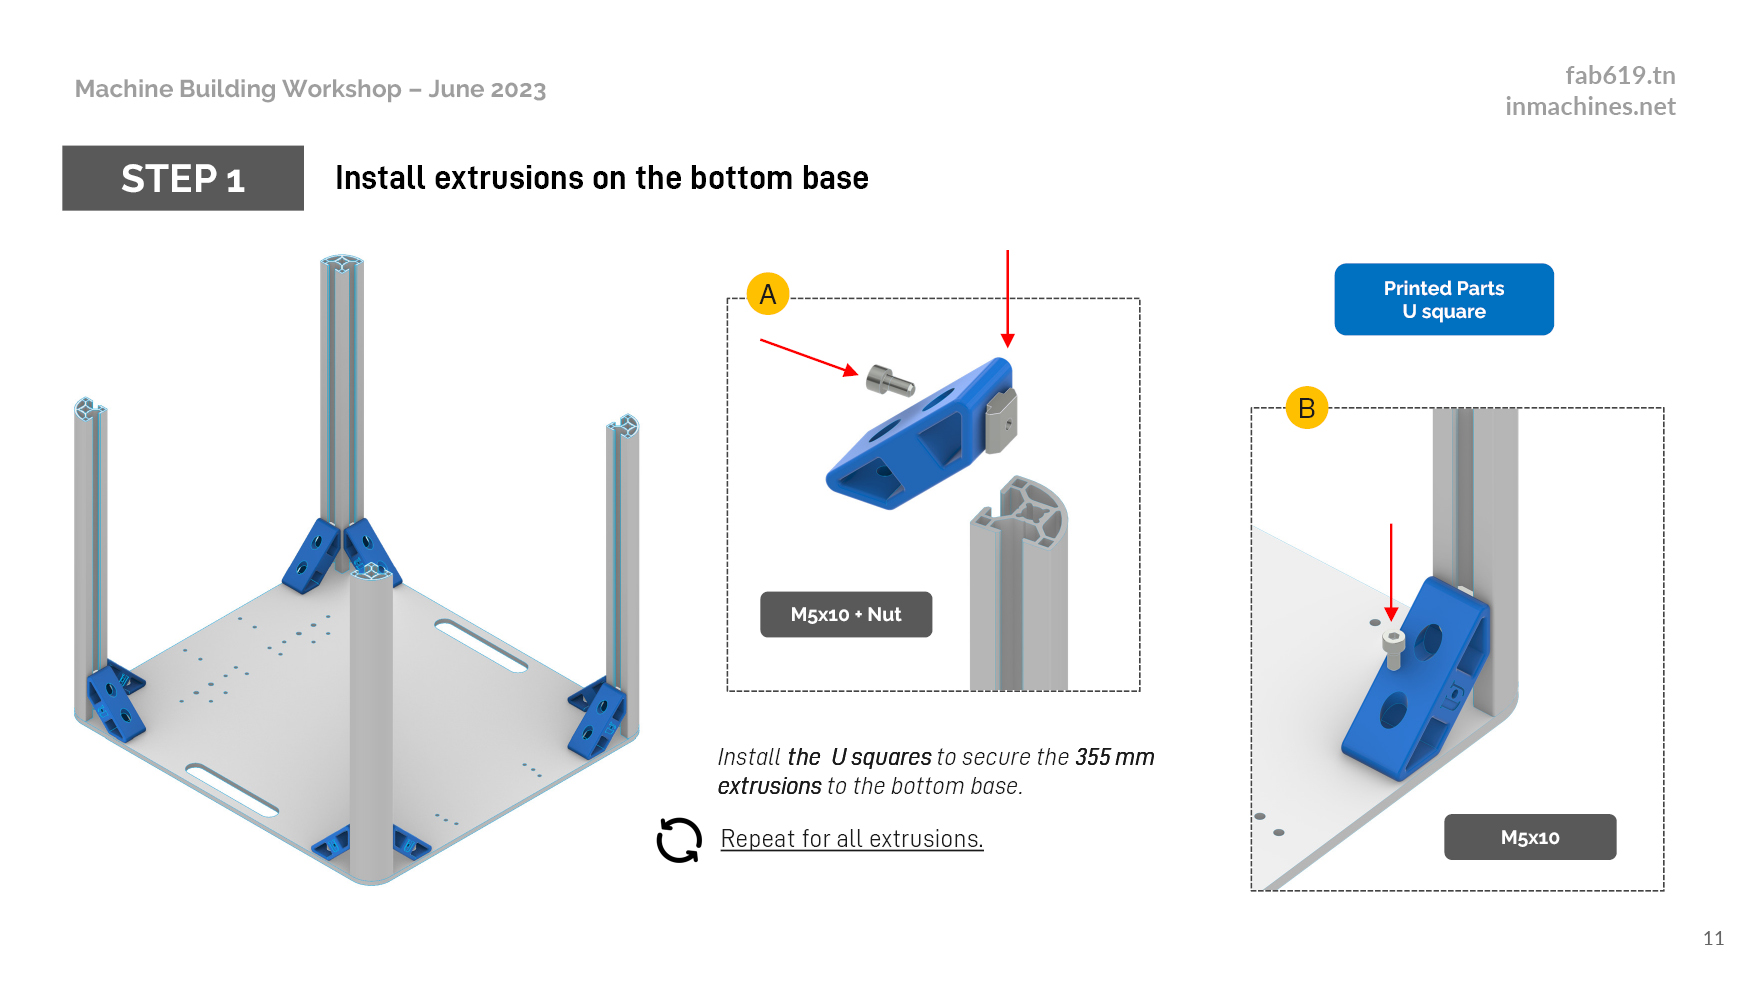 Machine Building Workshop – June 2023
fab619.tn
inmachines.net
STEP 1
Install extrusions on the bottom base
A
M5x10 + Nut
Install the U squares to secure the 355 mm
extrusions to the bottom base.
Repeat for all extrusions.
Printed Parts
U square
B
M5x10
11